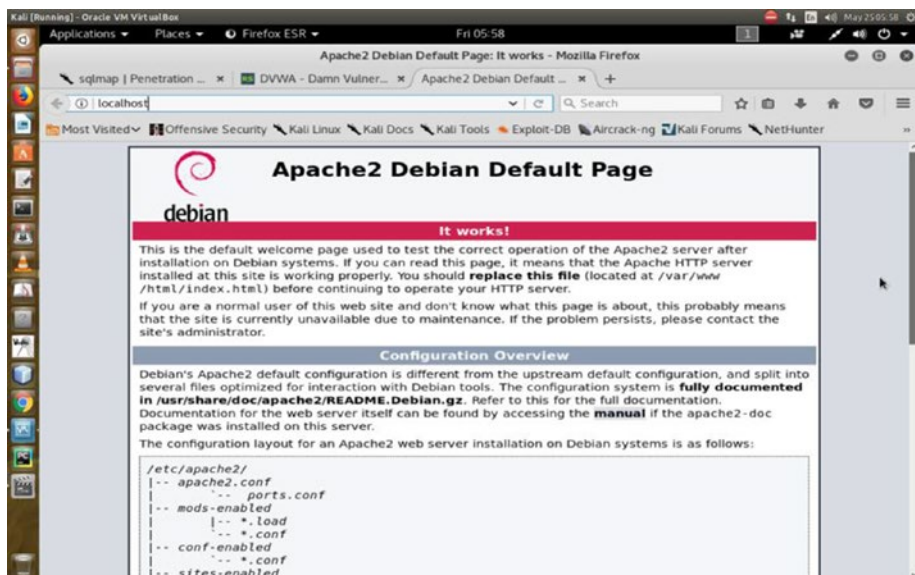 Kali [Running] - Oracle VM VirtualBox
En
May 25 05:58
Applications
Places
Firefox ESR
Fri 05:58
1
Apache2 Debian Default Page: It works - Mozilla Firefox
sqlmap | Penetration ...
DVWA - Damn Vulner...
Apache2 Debian Default ...
localhost
Search
Most Visited
Offensive Security
Kali Linux
Kali Docs
Kali Tools
Exploit-DB
Aircrack-ng
Kali Forums
NetHunter
debian
Apache2 Debian Default Page
It works!
This is the default welcome page used to test the correct operation of the Apache2 server after
installation on Debian systems. If you can read this page, it means that the Apache HTTP server
installed at this site is working properly. You should replace this file (located at /var/www
/html/index.html) before continuing to operate your HTTP server.
If you are a normal user of this web site and don't know what this page is about, this probably means
that the site is currently unavailable due to maintenance. If the problem persists, please contact the
site's administrator.
Configuration Overview
Debian's Apache2 default configuration is different from the upstream default configuration, and split into
several files optimized for interaction with Debian tools. The configuration system is fully documented
in /usr/share/doc/apache2/README.Debian.gz. Refer to this for the full documentation.
Documentation for the web server itself can be found by accessing the manual if the apache2-doc
package was installed on this server.
The configuration layout for an Apache2 web server installation on Debian systems is as follows:
/etc/apache2/
|-- apache2.conf
|       `--  ports.conf
|-- mods-enabled
|       |-- *.load
|       `-- *.conf
|-- conf-enabled
|       `-- *.conf
|-- sites-enabled